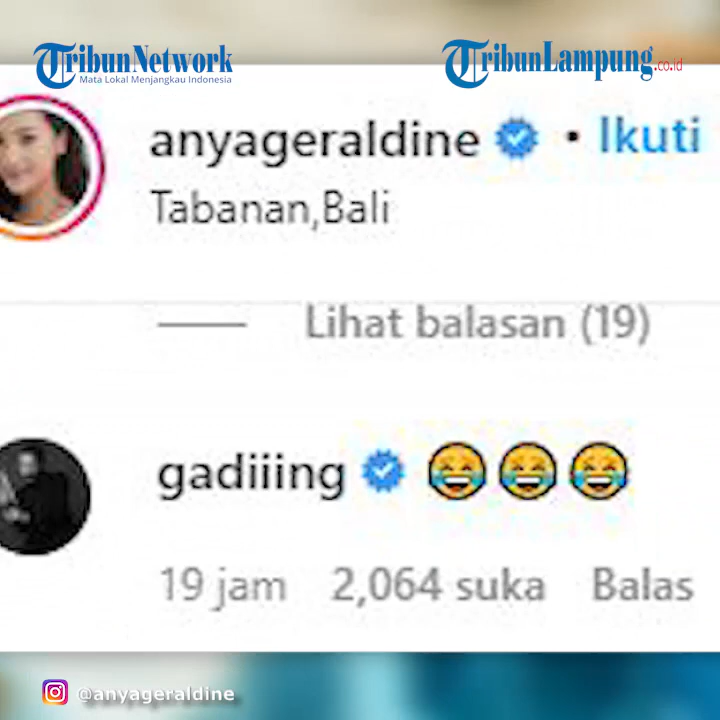 TribunNetwork
Mata Lokal Menjangkau Indonesia
TribunLampung.co.id
anyageraldine • Ikuti
Tabanan,Bali
Lihat balasan (19)
gadiiing 😂😂😂
19 jam 2,064 suka Balas
@anyageraldine